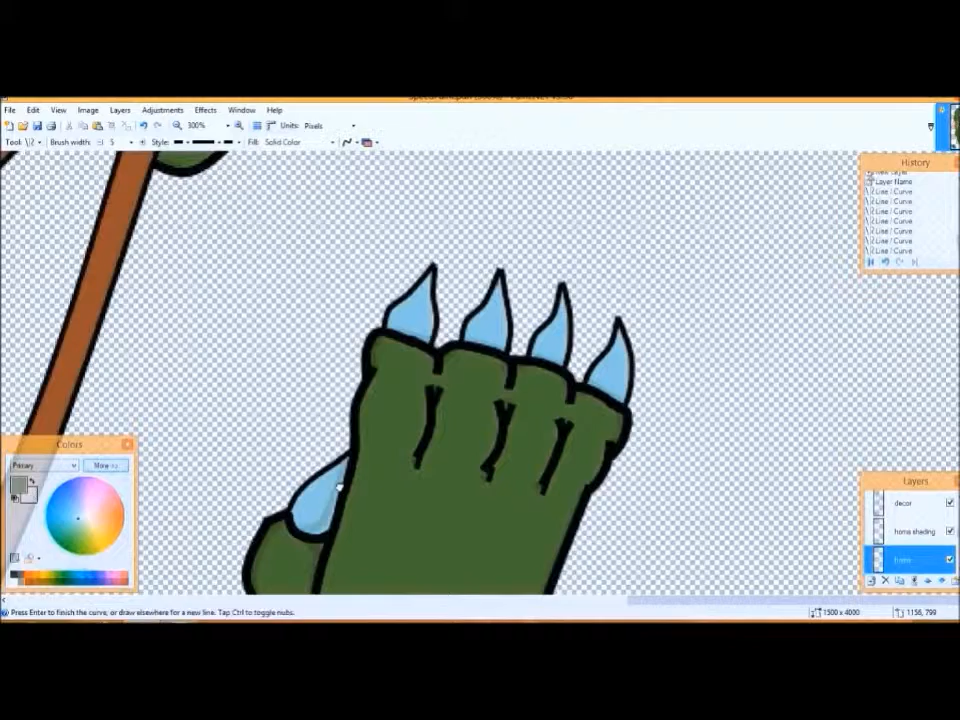 File Edit View Image Layers Adjustments Effects Window Help
300% Units: Pixels
Tool: Brush width: 5 Style: Fill: Solid Color
History
Layer Name
Line / Curve
Line / Curve
Line / Curve
Line / Curve
Line / Curve
Line / Curve
Line / Curve
Colors
Primary More
Layers
decor
horns shading
Press Enter to finish the curve, or draw elsewhere for a new line. Tap Ctrl to toggle nubs. 1500 x 4000 1156, 799